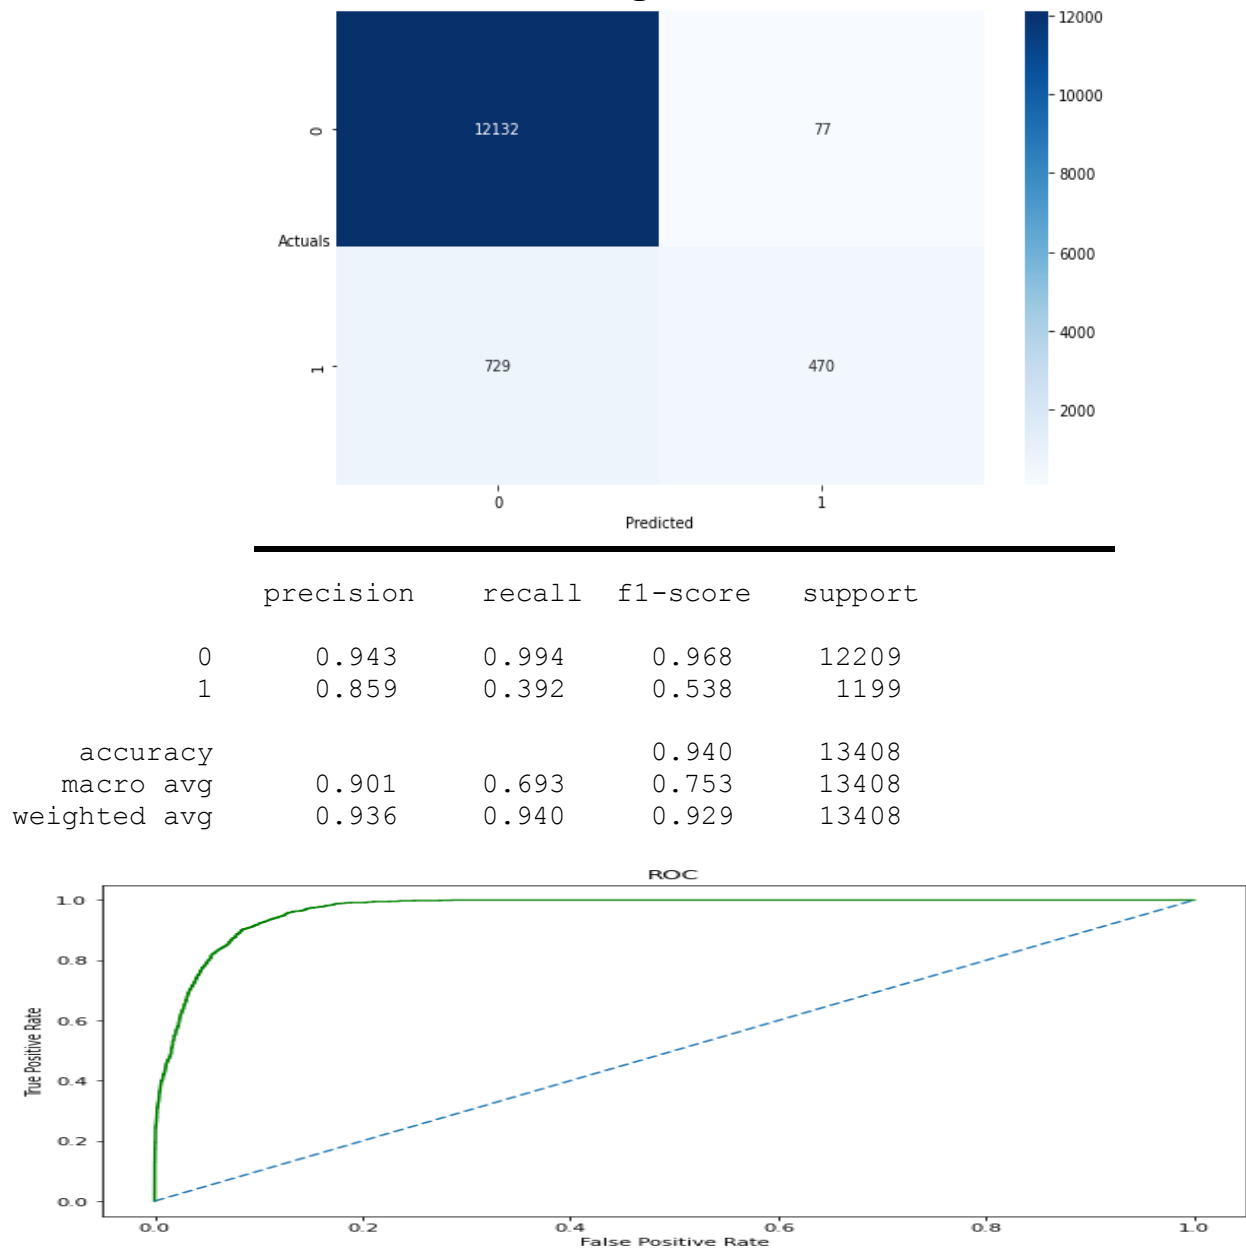 12000
12132 77
10000
0
8000
Actuals
6000
4000
729 470
1
2000
0 1
Predicted
precision recall f1-score support
0 0.943 0.994 0.968 12209
1 0.859 0.392 0.538 1199
accuracy 0.940 13408
macro avg 0.901 0.693 0.753 13408
weighted avg 0.936 0.940 0.929 13408
ROC
1.0
0.8
0.6
True Positive Rate
0.4
0.2
0.0
0.0 0.2 0.4 0.6 0.8 1.0
False Positive Rate